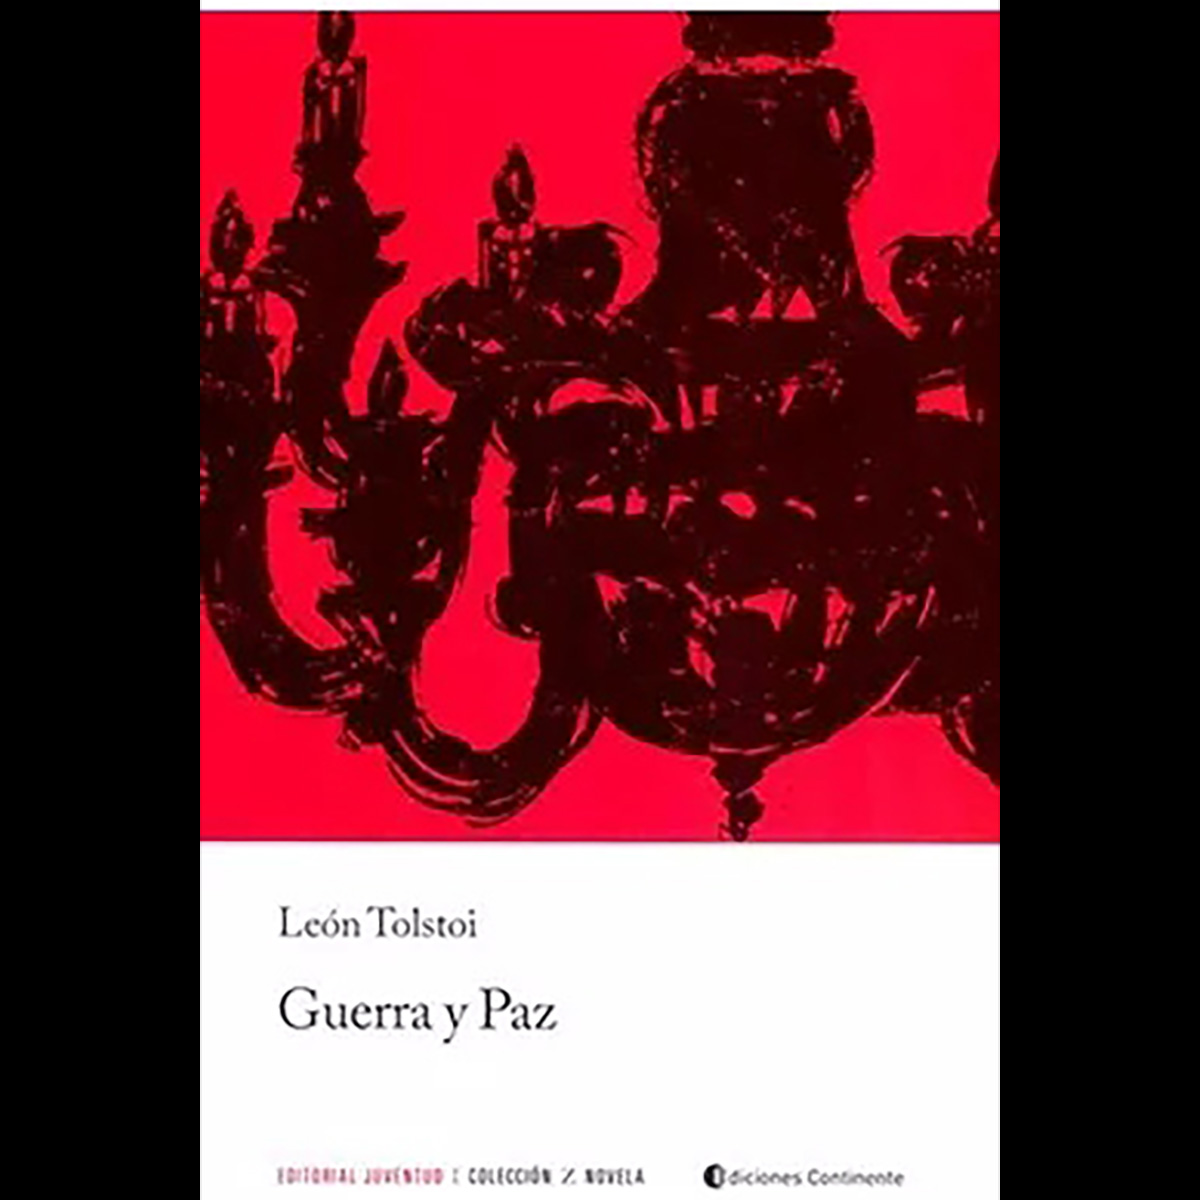 León Tolstoi
Guerra y Paz
EDITORIAL JUVENTUD : COLECCIÓN Z NOVELA
Ediciones Continente